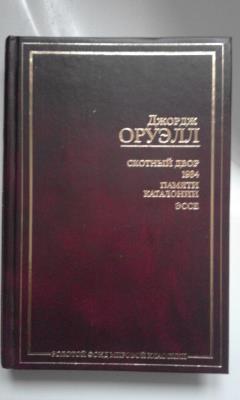 Джордж
ОРУЭЛЛ
СКОТНЫЙ ДВОР
1984
ПАМЯТИ
КАТАЛОНИИ
ЭССЕ
ЗОЛОТОЙ ФОНД МИРОВОЙ КЛАССИКИ